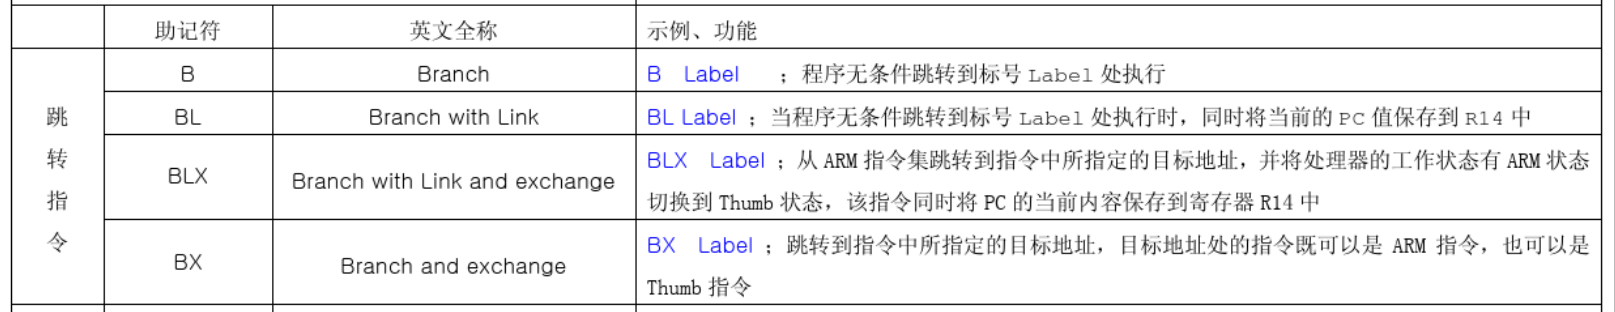 助记符 英文全称 示例、功能
跳转指令
B Branch B Label ；程序无条件跳转到标号 Label 处执行
BL Branch with Link BL Label ；当程序无条件跳转到标号 Label 处执行时，同时将当前的 PC 值保存到 R14 中
BLX Branch with Link and exchange BLX Label ；从 ARM 指令集跳转到指令中所指定的目标地址，并将处理器的工作状态有 ARM 状态
切换到 Thumb 状态，该指令同时将 PC 的当前内容保存到寄存器 R14 中
BX Branch and exchange BX Label ；跳转到指令中所指定的目标地址，目标地址处的指令既可以是 ARM 指令，也可以是
Thumb 指令